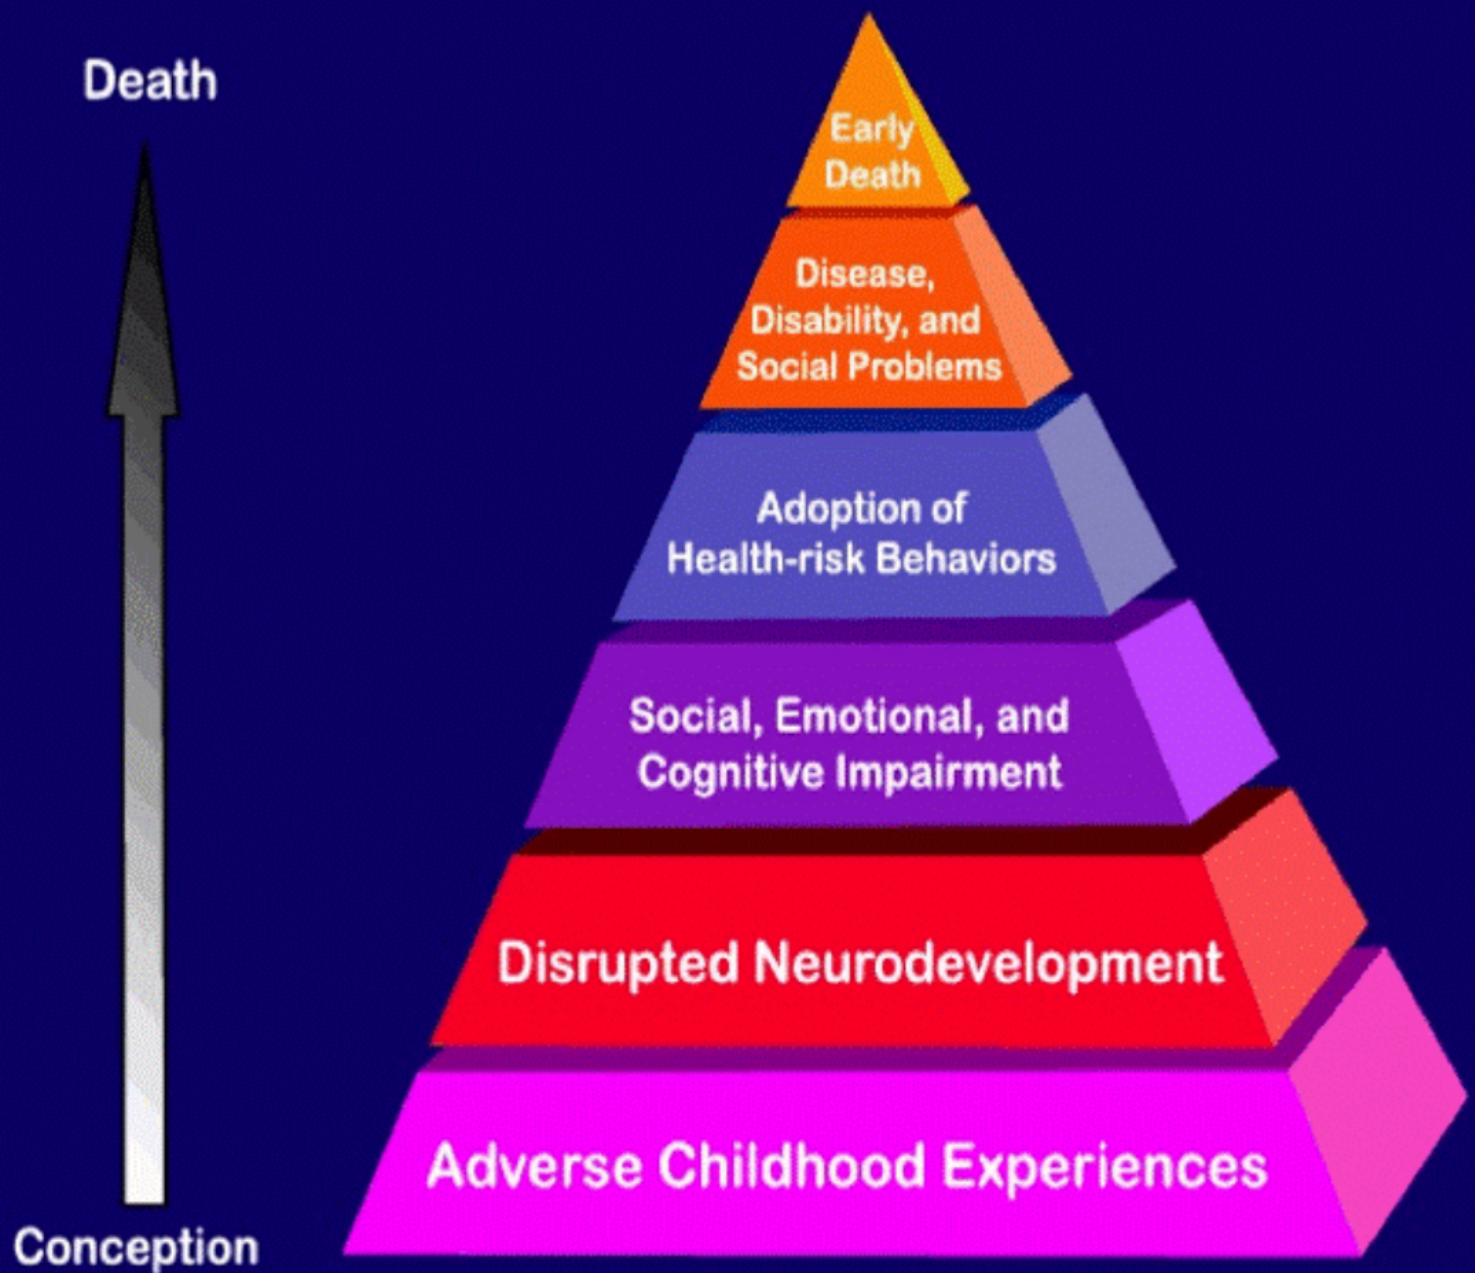 Death
Early
Death
Disease,
Disability, and
Social Problems
Adoption of
Health-risk Behaviors
Social, Emotional, and
Cognitive Impairment
Disrupted Neurodevelopment
Adverse Childhood Experiences
Conception